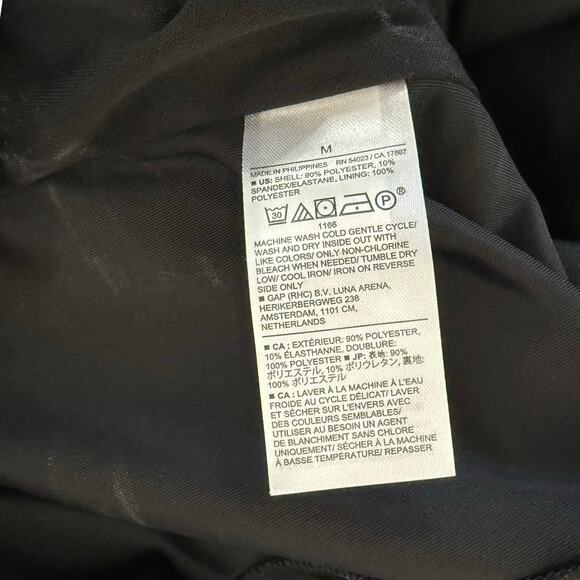 M
MADE IN PHILIPPINES RN 54023 / CA 17897
■ US: SHELL: 90% POLYESTER, 10%
SPANDEX/ELASTANE, LINING: 100%
POLYESTER
30 P ®
1166
MACHINE WASH COLD GENTLE CYCLE/
WASH AND DRY INSIDE OUT WITH
LIKE COLORS/ ONLY NON-CHLORINE
BLEACH WHEN NEEDED/ TUMBLE DRY
LOW/ COOL IRON/ IRON ON REVERSE
SIDE ONLY
■ GAP (RHC) B.V. LUNA ARENA,
HERIKERBERGWEG 238
AMSTERDAM, 1101 CM,
NETHERLANDS
■ CA : EXTÉRIEUR: 90% POLYESTER,
10% ÉLASTHANNE, DOUBLURE:
100% POLYESTER ■ JP: 表地: 90%
ポリエステル, 10% ポリウレタン, 裏地:
100% ポリエステル
■ CA : LAVER À LA MACHINE À L'EAU
FROIDE AU CYCLE DÉLICAT/ LAVER
ET SÉCHER SUR L'ENVERS AVEC
DES COULEURS SEMBLABLES/
UTILISER AU BESOIN UN AGENT
DE BLANCHIMENT SANS CHLORE
UNIQUEMENT/ SÉCHER À LA MACHINE
À BASSE TEMPÉRATURE/ REPASSER